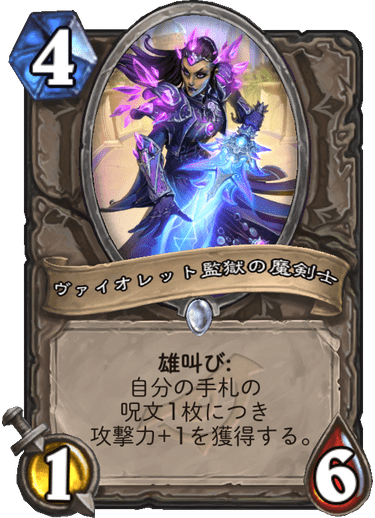 4
ヴァイオレット監獄の魔剣士
雄叫び:
自分の手札の
呪文1枚につき
攻撃力+1を獲得する。
1
6